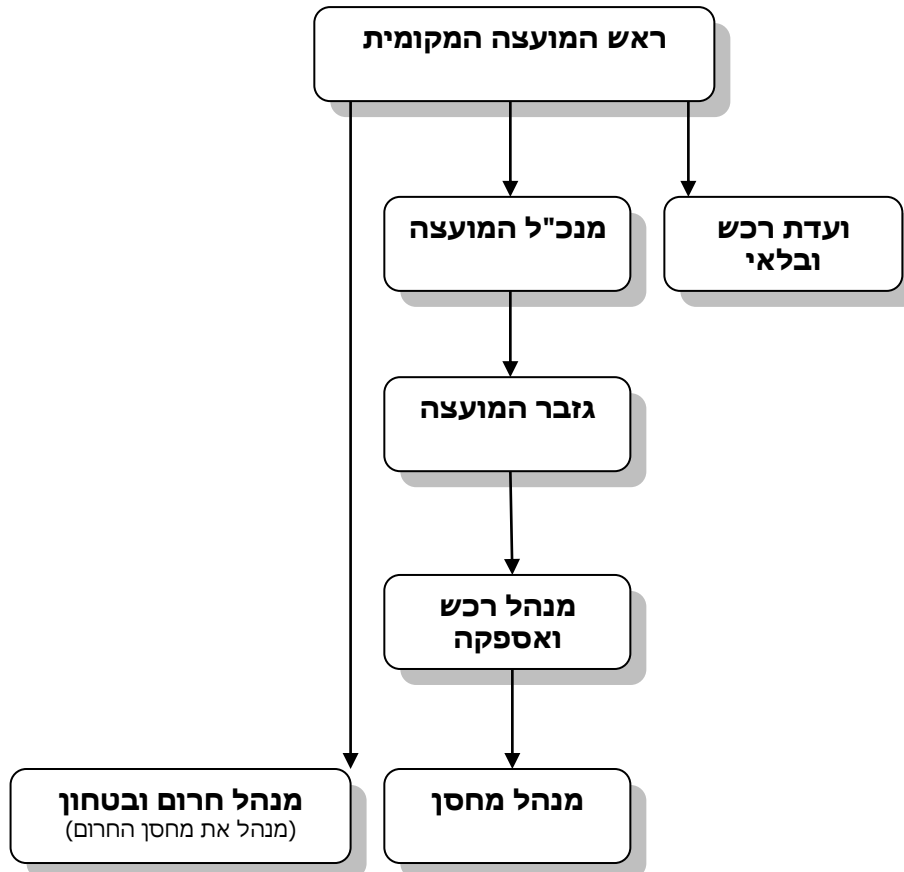 ראש המועצה המקומית
ועדת רכש
ובלאי
מנכ"ל המועצה
גזבר המועצה
מנהל רכש
ואספקה
מנהל מחסן
מנהל חרום ובטחון
(מנהל את מחסן החרום)